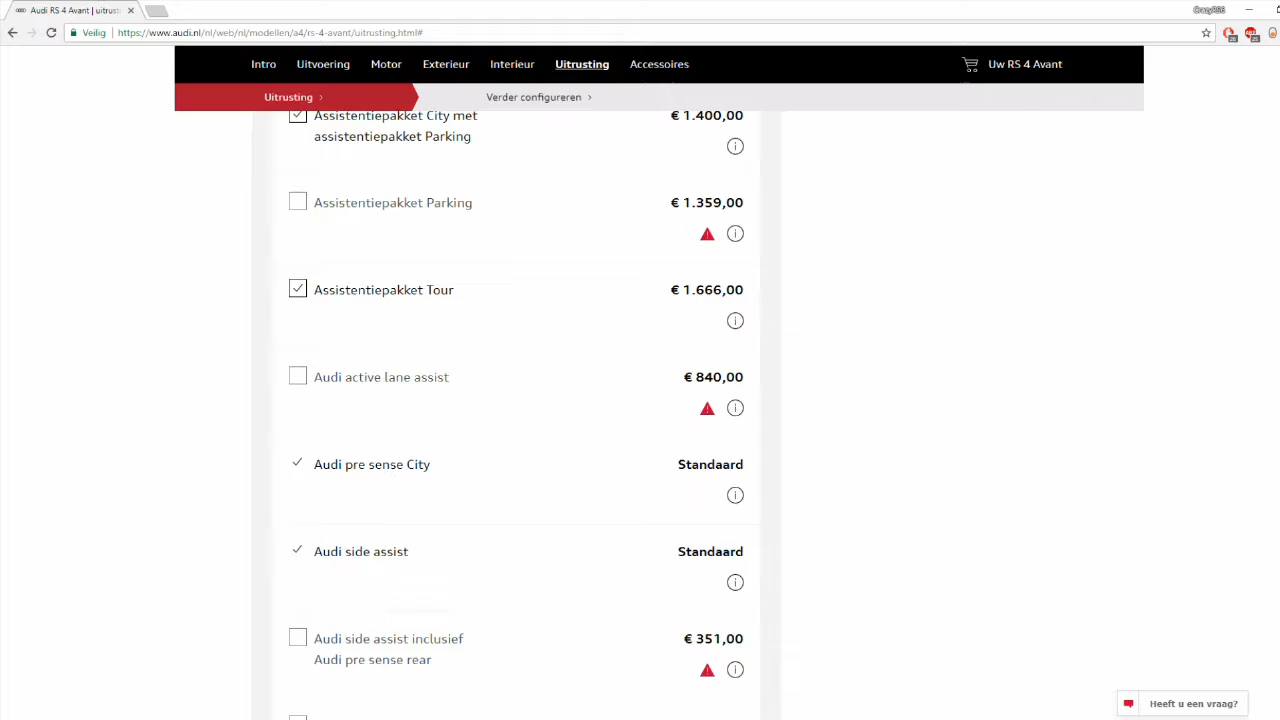 Audi RS 4 Avant | uitrust
CrazyRS6
Veilig
https://www.audi.nl/nl/web/nl/modellen/a4/rs-4-avant/uitrusting.html#
Intro Uitvoering Motor Exterieur Interieur Uitrusting Accessoires Uw RS 4 Avant
Uitrusting Verder configureren
Assistentiepakket City met € 1.400,00
assistentiepakket Parking
Assistentiepakket Parking € 1.359,00
Assistentiepakket Tour € 1.666,00
Audi active lane assist € 840,00
Audi pre sense City Standaard
Audi side assist Standaard
Audi side assist inclusief € 351,00
Audi pre sense rear
Heeft u een vraag?